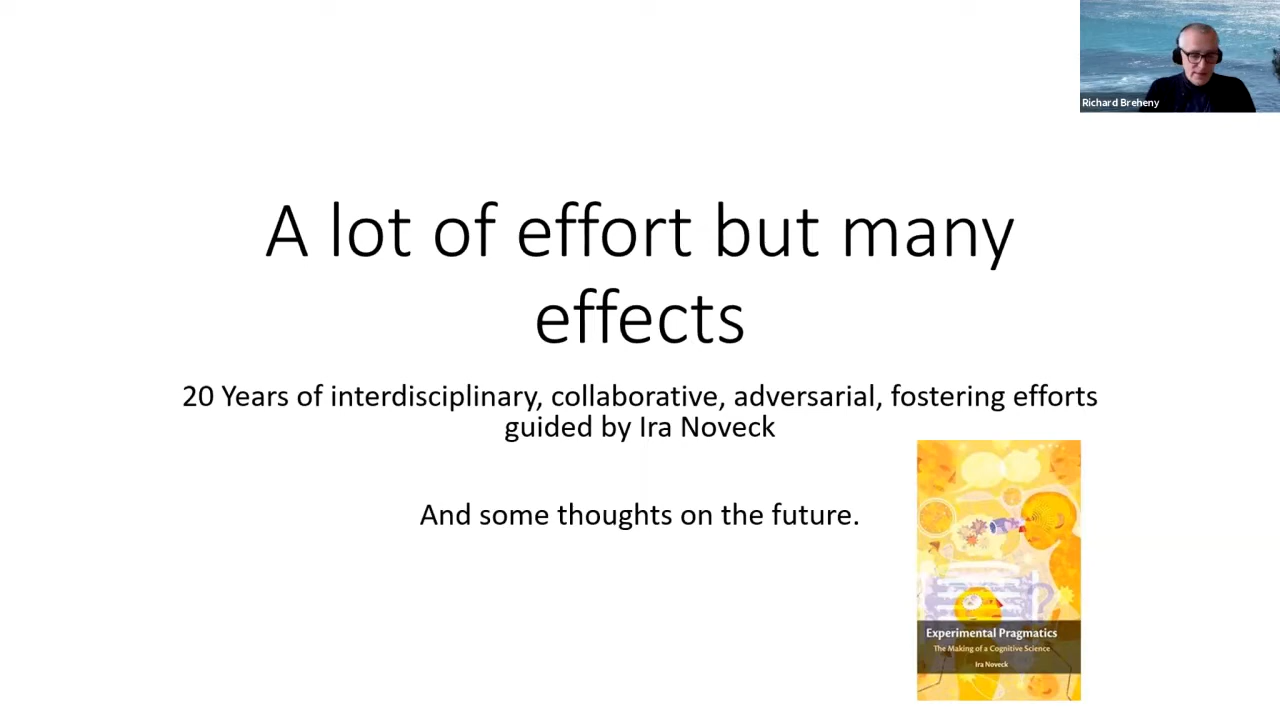 Richard Breheny
A lot of effort but many
effects
20 Years of interdisciplinary, collaborative, adversarial, fostering efforts
guided by Ira Noveck
And some thoughts on the future.
Experimental Pragmatics
The Making of a Cognitive Science
Ira Noveck